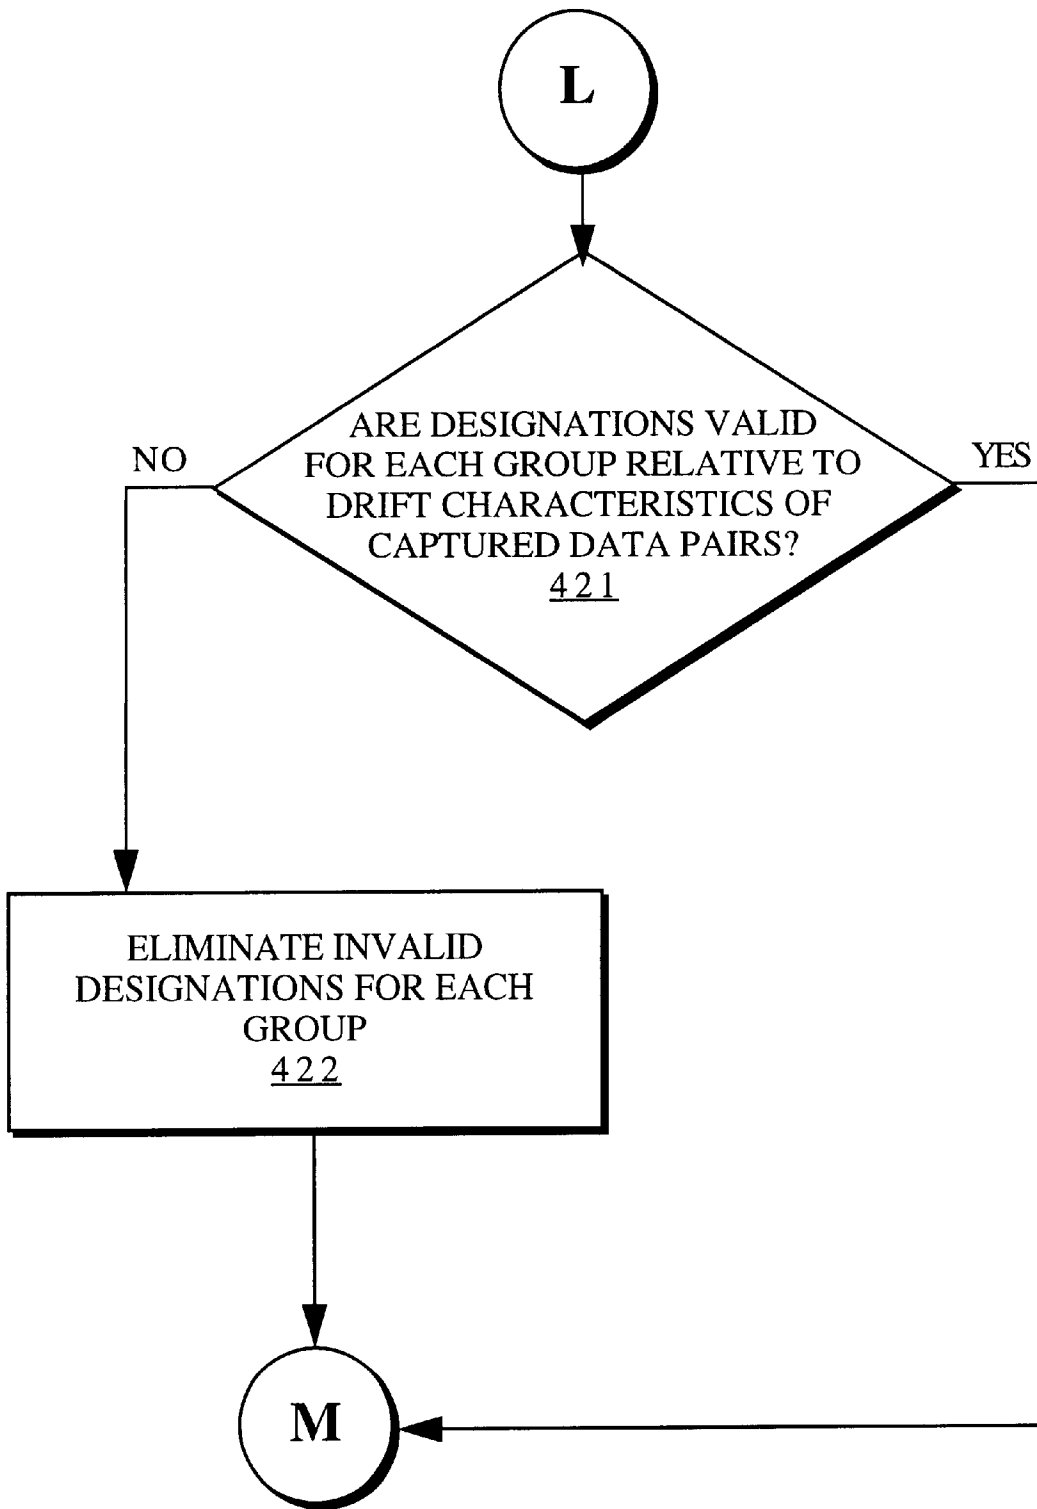 L
ARE DESIGNATIONS VALID
FOR EACH GROUP RELATIVE TO
DRIFT CHARACTERISTICS OF
CAPTURED DATA PAIRS?
421
NO
YES
ELIMINATE INVALID
DESIGNATIONS FOR EACH
GROUP
422
M